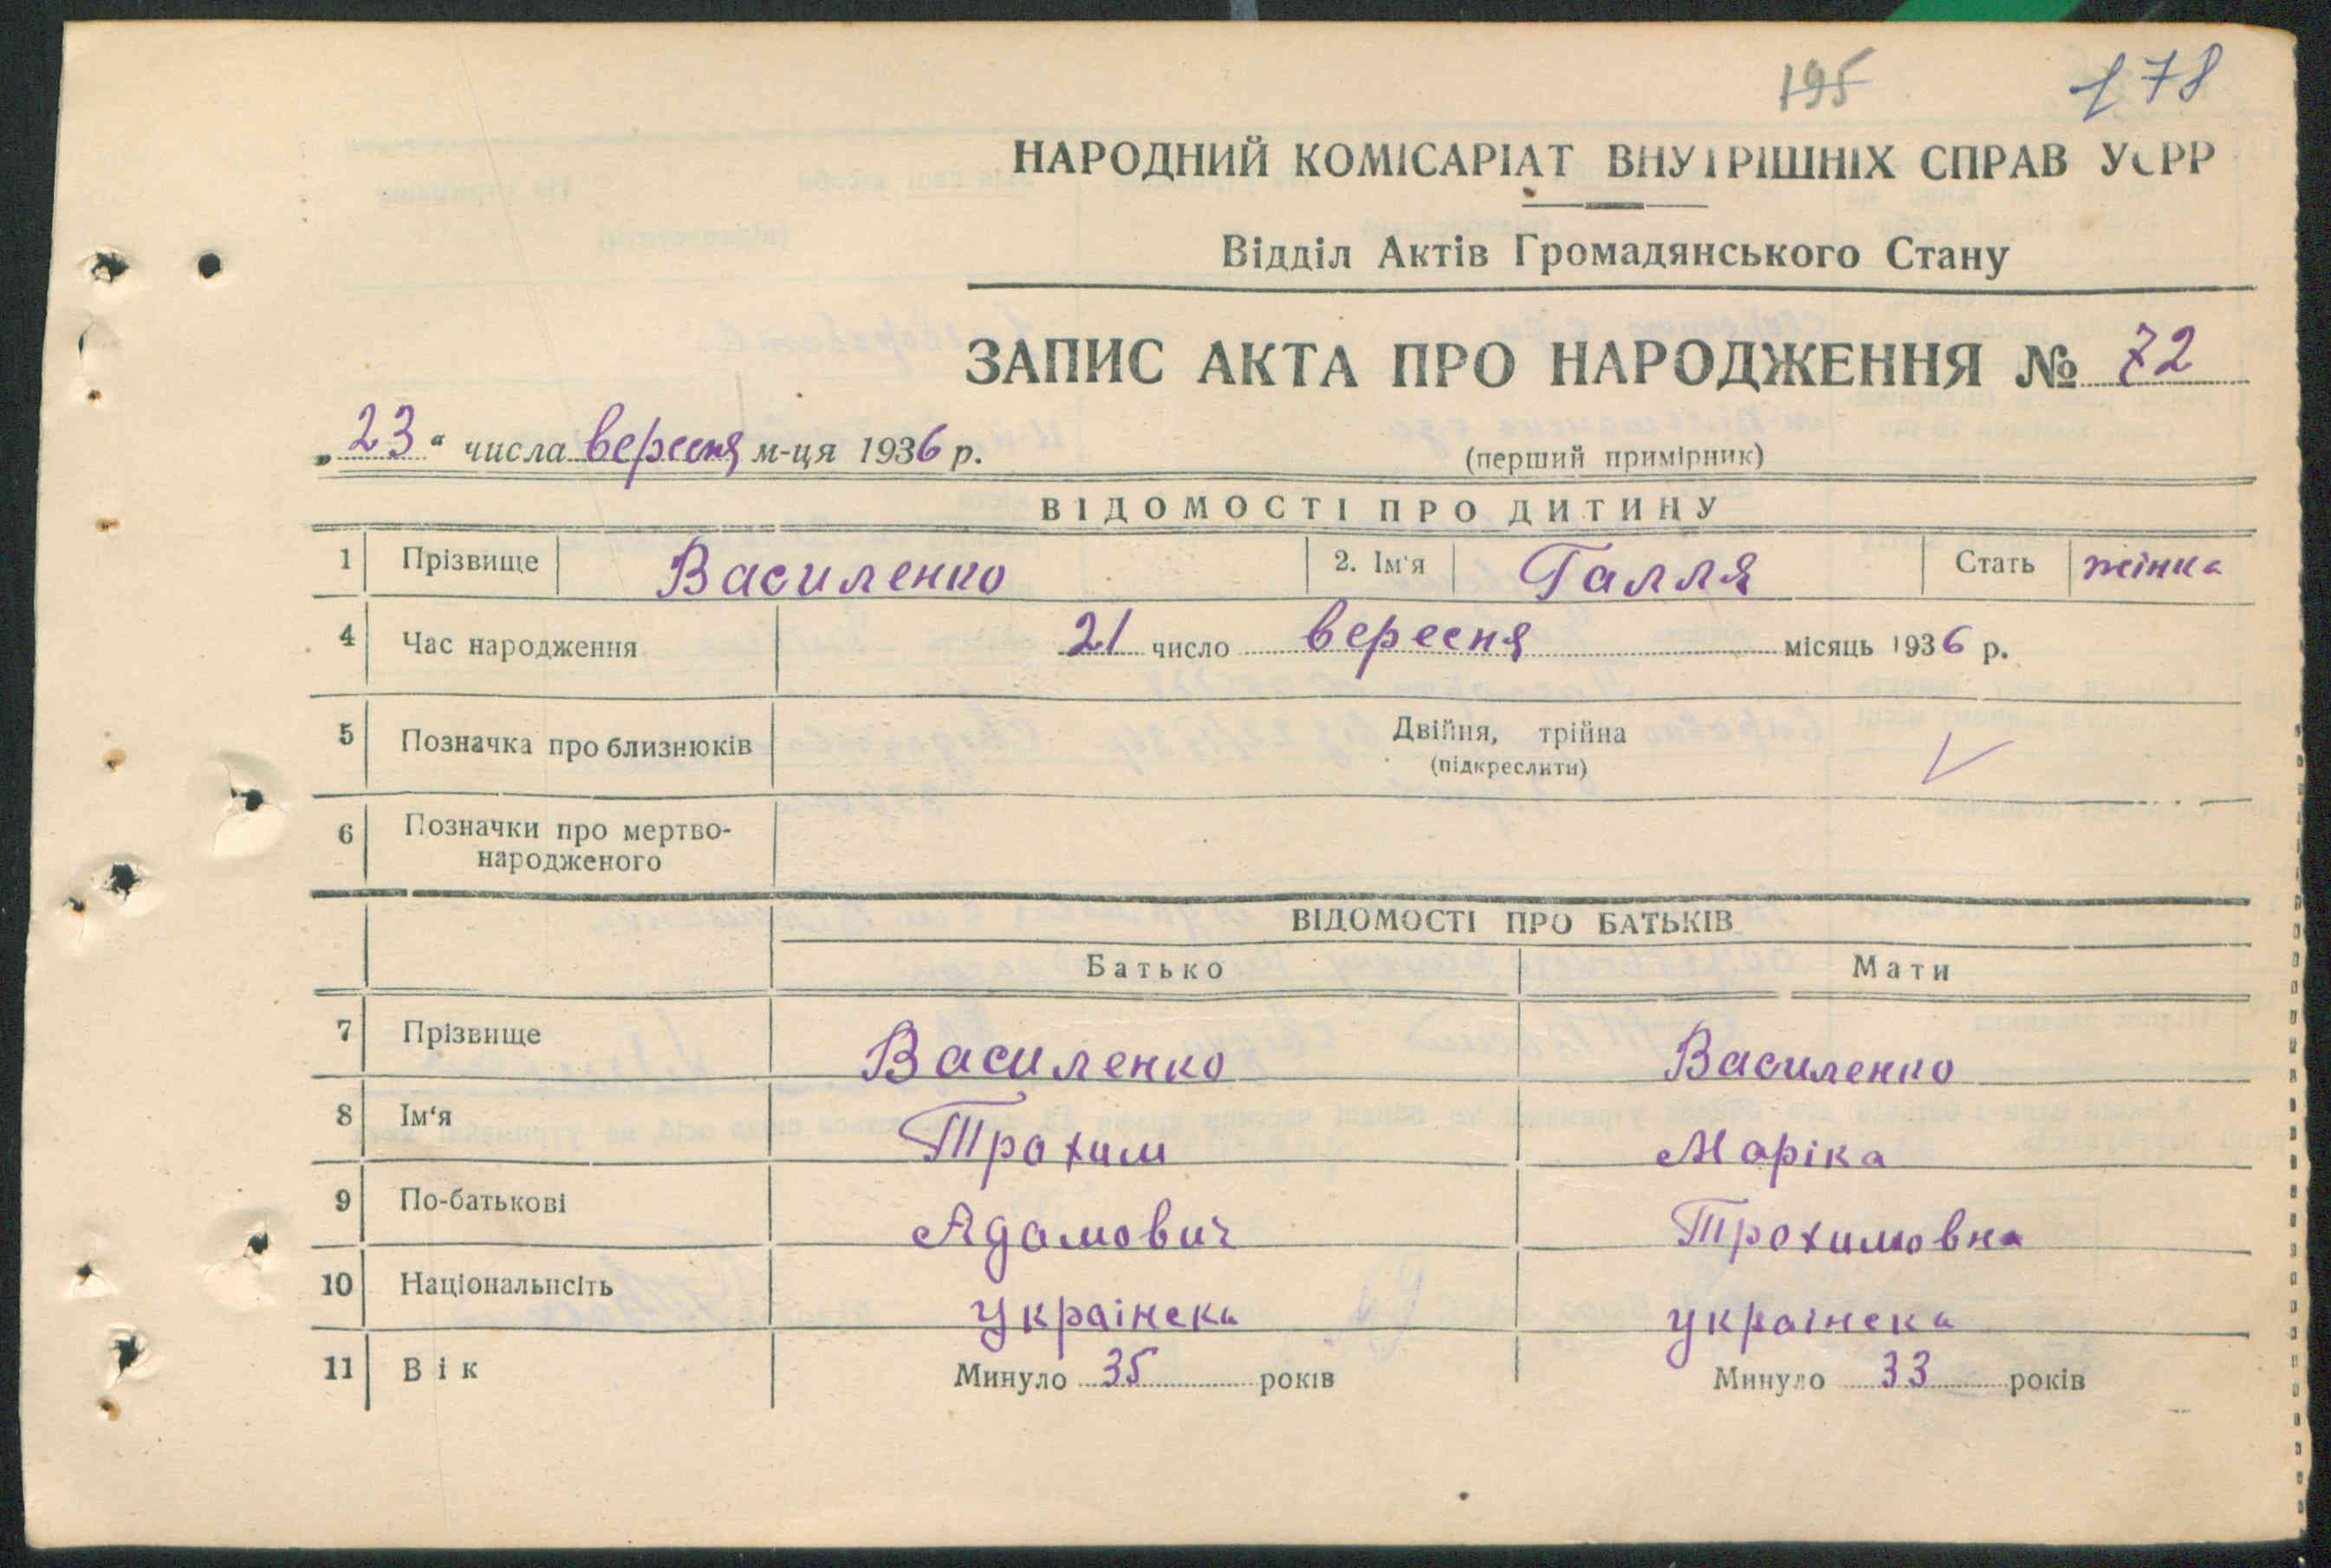 195 178
НАРОДНИЙ КОМІСАРІАТ ВНУТРІШНІХ СПРАВ УСРР
Відділ Актів Громадянського Стану
ЗАПИС АКТА ПРО НАРОДЖЕННЯ № 72
„23“ числа вересня м-ця 1936 р.
(перший примірник)
ВІДОМОСТІ ПРО ДИТИНУ
1 Прізвище Василенко 2. Ім'я Галля Стать жінка
4 Час народження 21 число вересня місяць 1936 р.
5 Позначка про близнюків Двійня, трійна
(підкреслити)
6 Позначки про мертво-
народженого
ВІДОМОСТІ ПРО БАТЬКІВ
Батько Мати
7 Прізвище Василенко Василенко
8 Ім‘я Трохим Маріка
9 По-батькові Адамович Трохимовна
10 Національнсіть українска українска
11 Вік Минуло 35 років Минуло 33 років